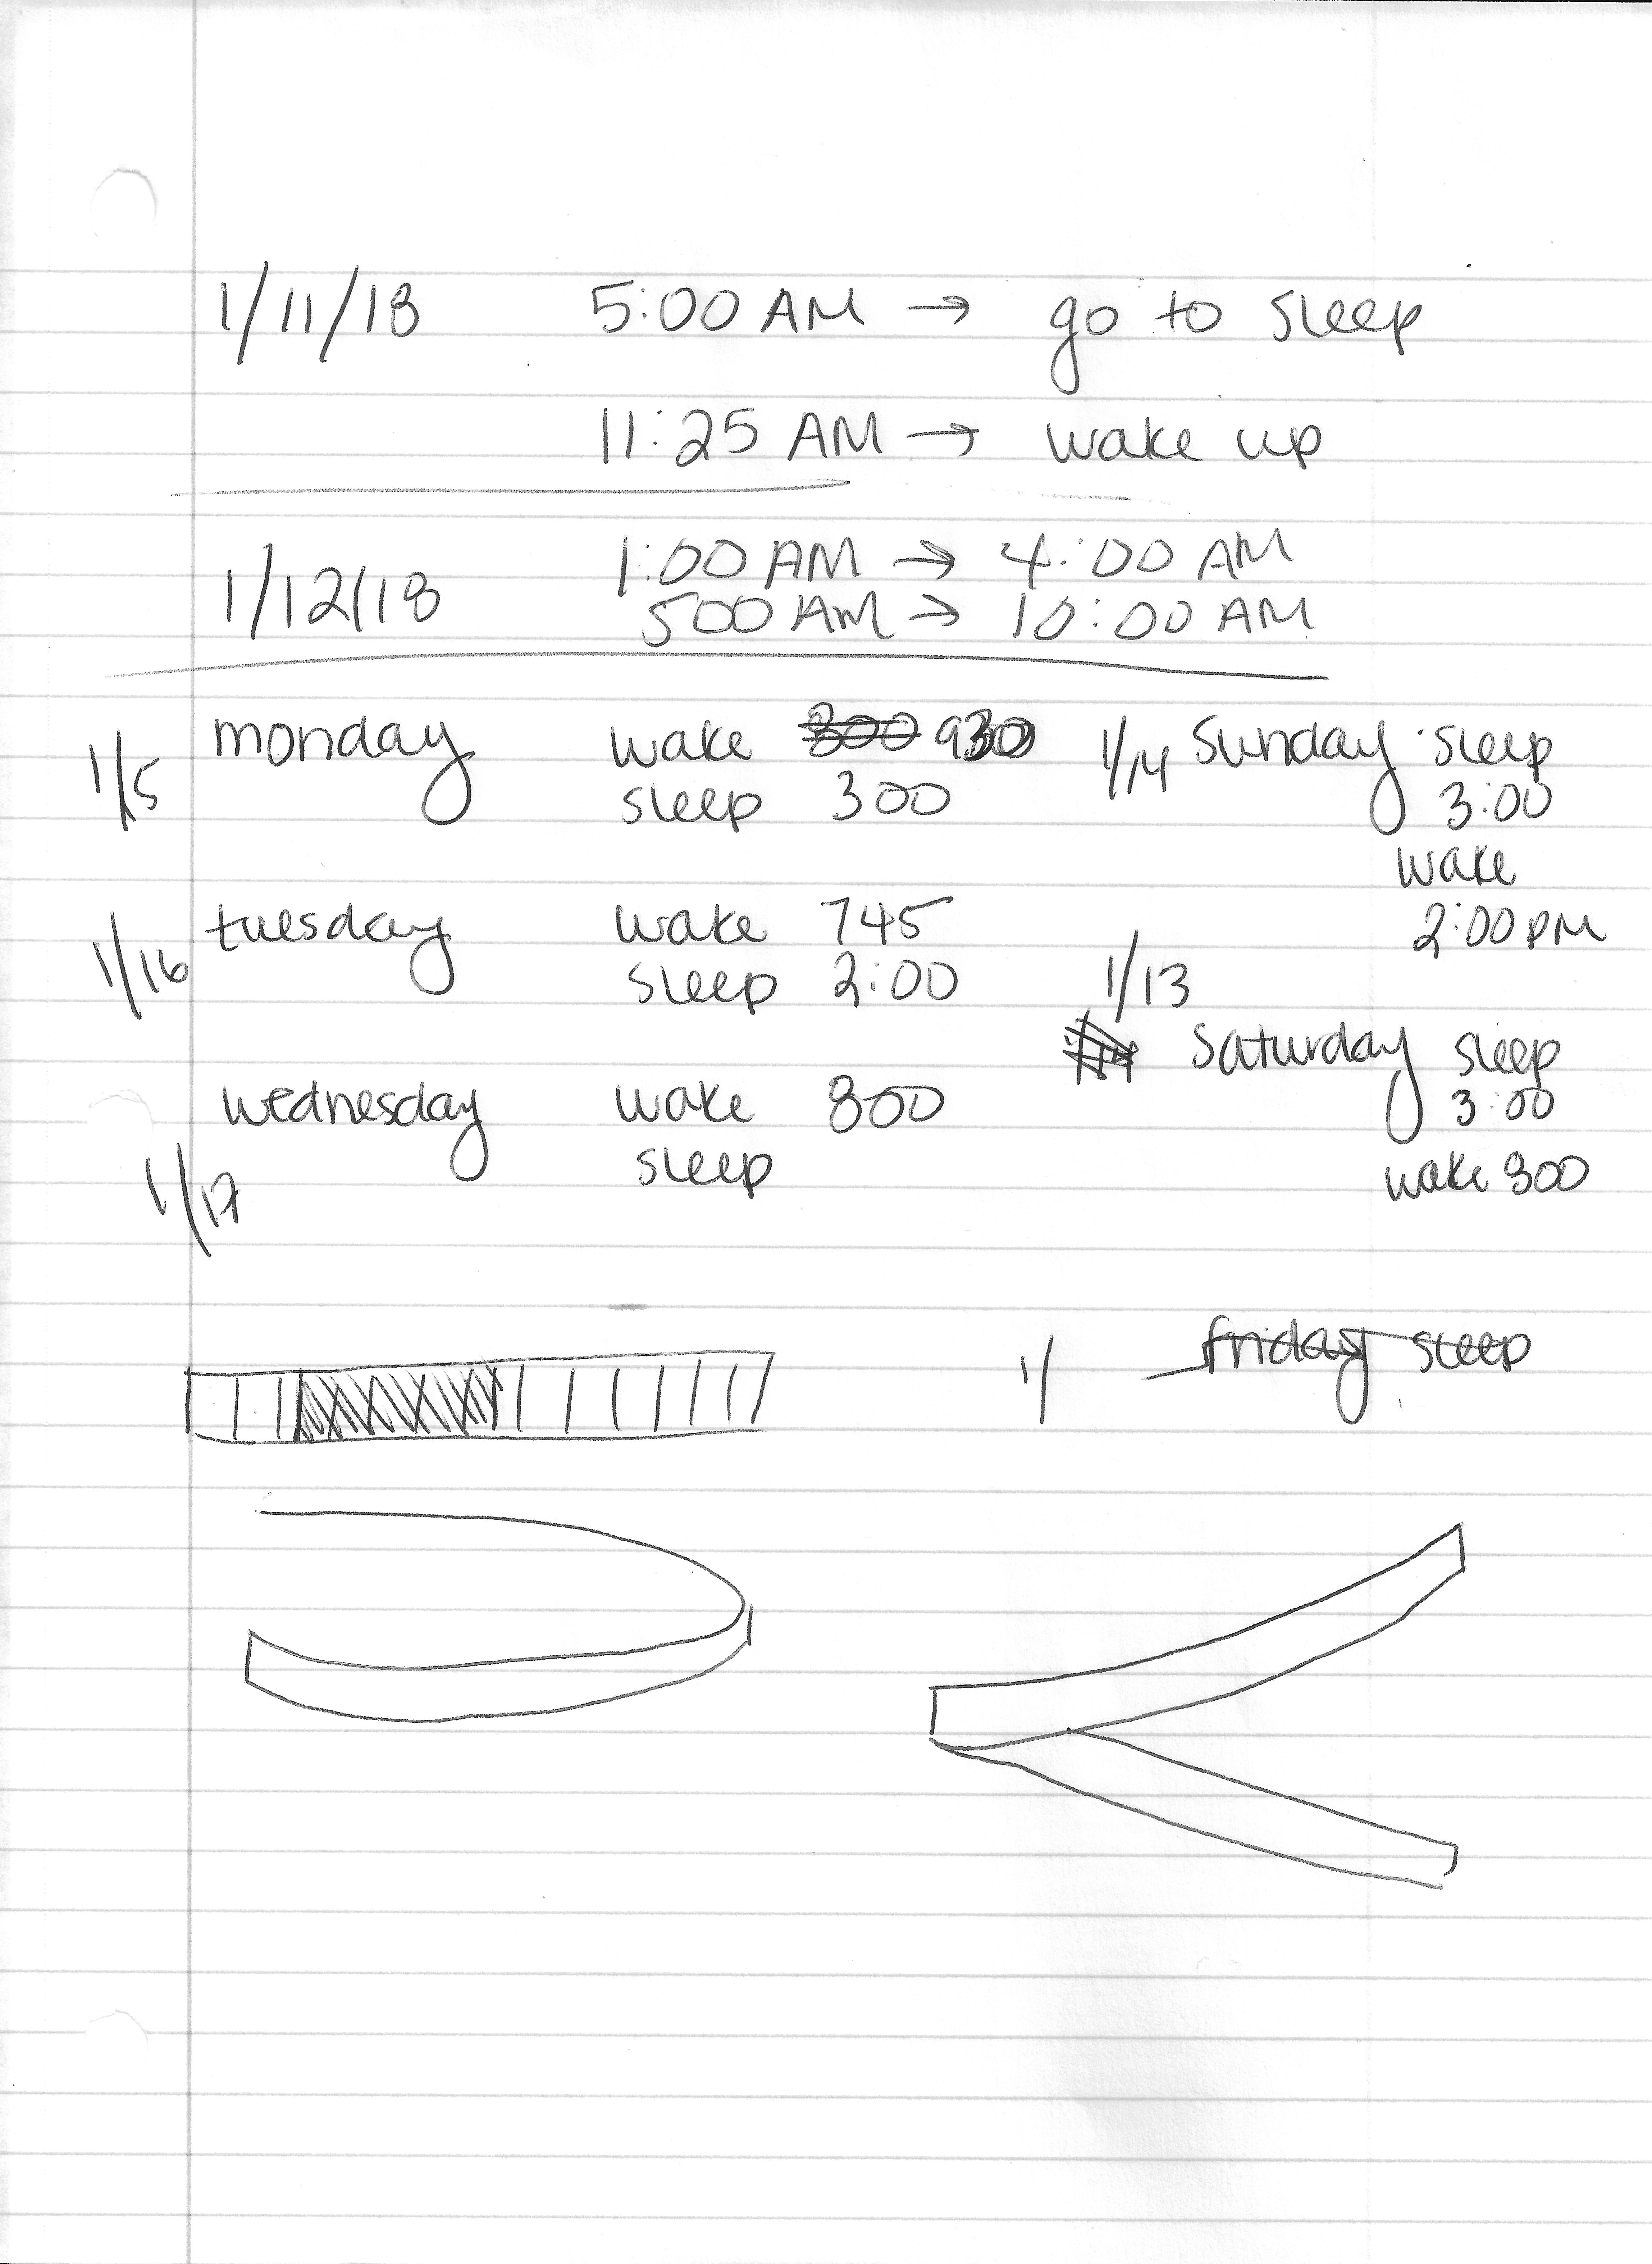 1/11/18 5:00 AM → go to sleep
11:25 AM → wake up
1/12/18 1:00 AM → 4:00 AM
500 AM → 10:00 AM
1/5 monday wake 300 930
sleep 300
1/16 tuesday wake 745
sleep 2:00
1/17 wednesday wake 800
sleep
1/14 Sunday sleep
3:00
wake
2:00 PM
1/13
Saturday sleep
3:00
wake 900
1/ friday sleep